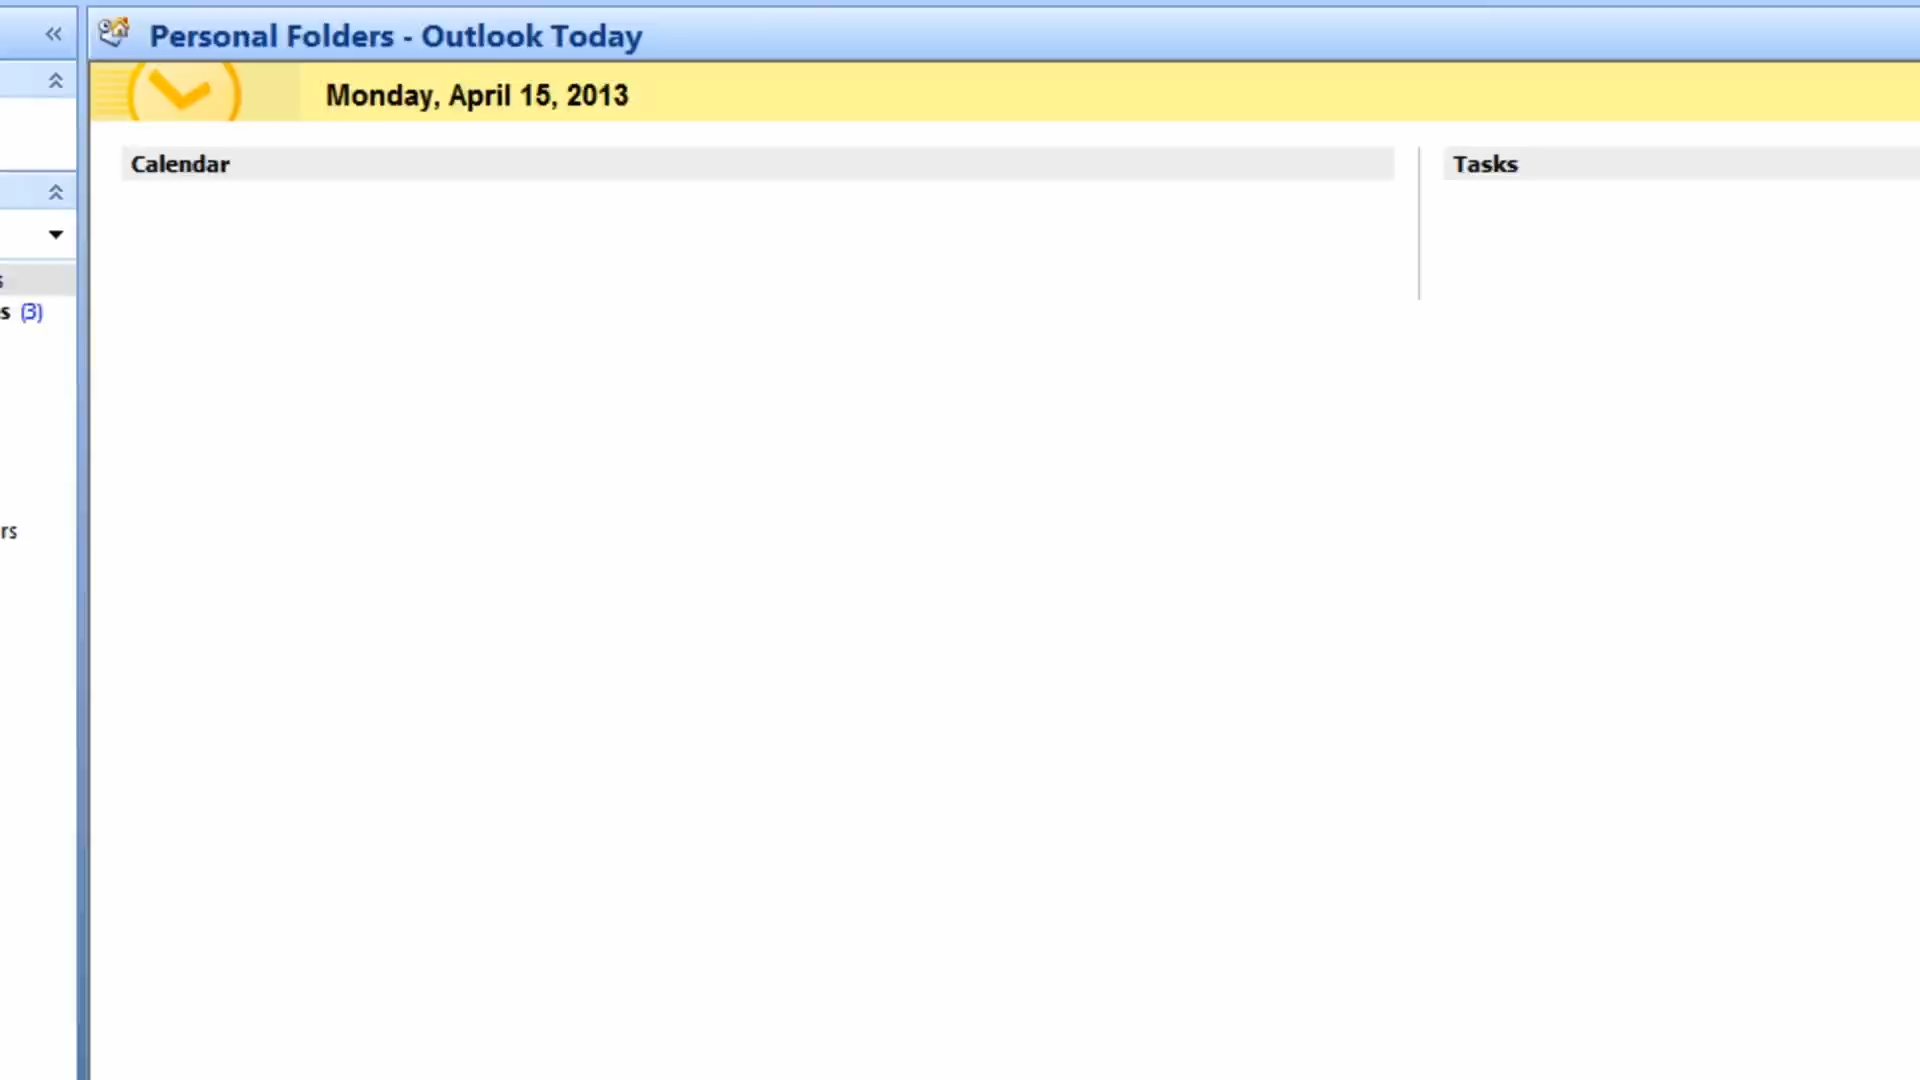 Personal Folders - Outlook Today
Monday, April 15, 2013
Calendar
Tasks
(3)